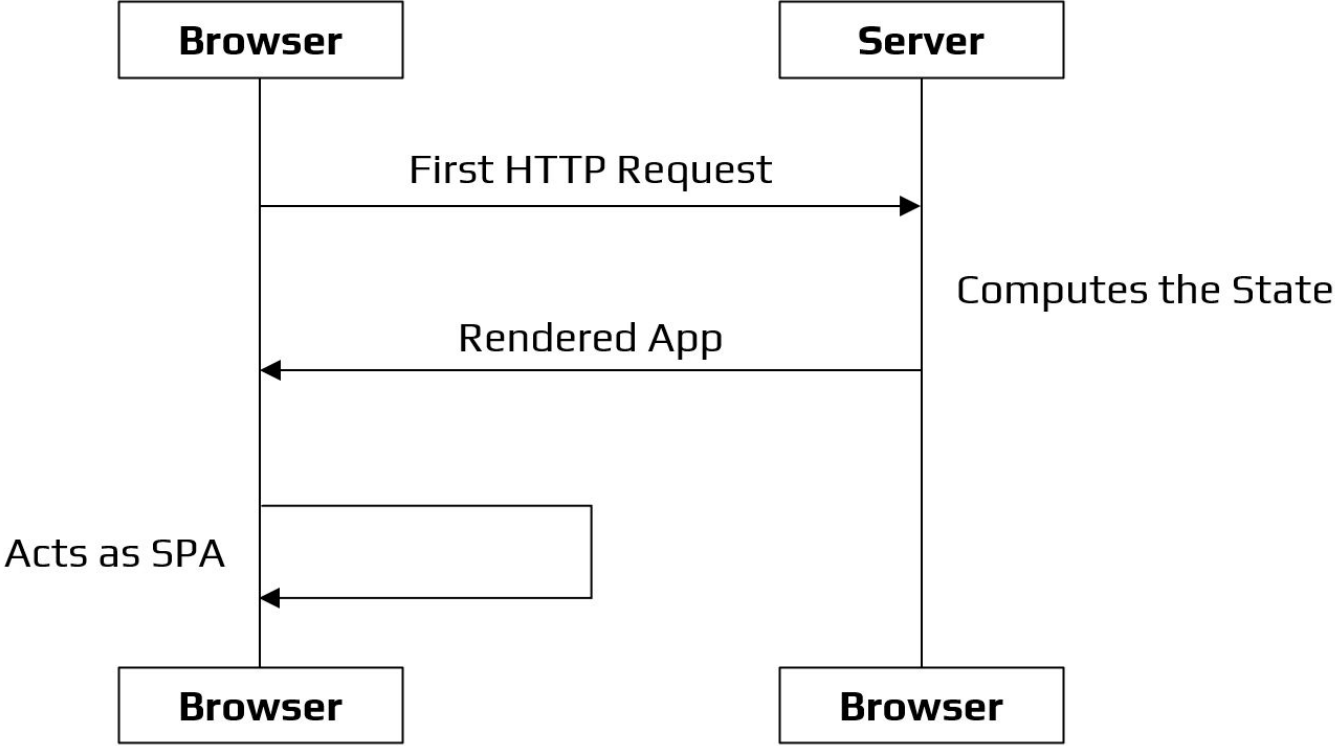 Browser
Server
First HTTP Request
Computes the State
Rendered App
Acts as SPA
Browser
Browser